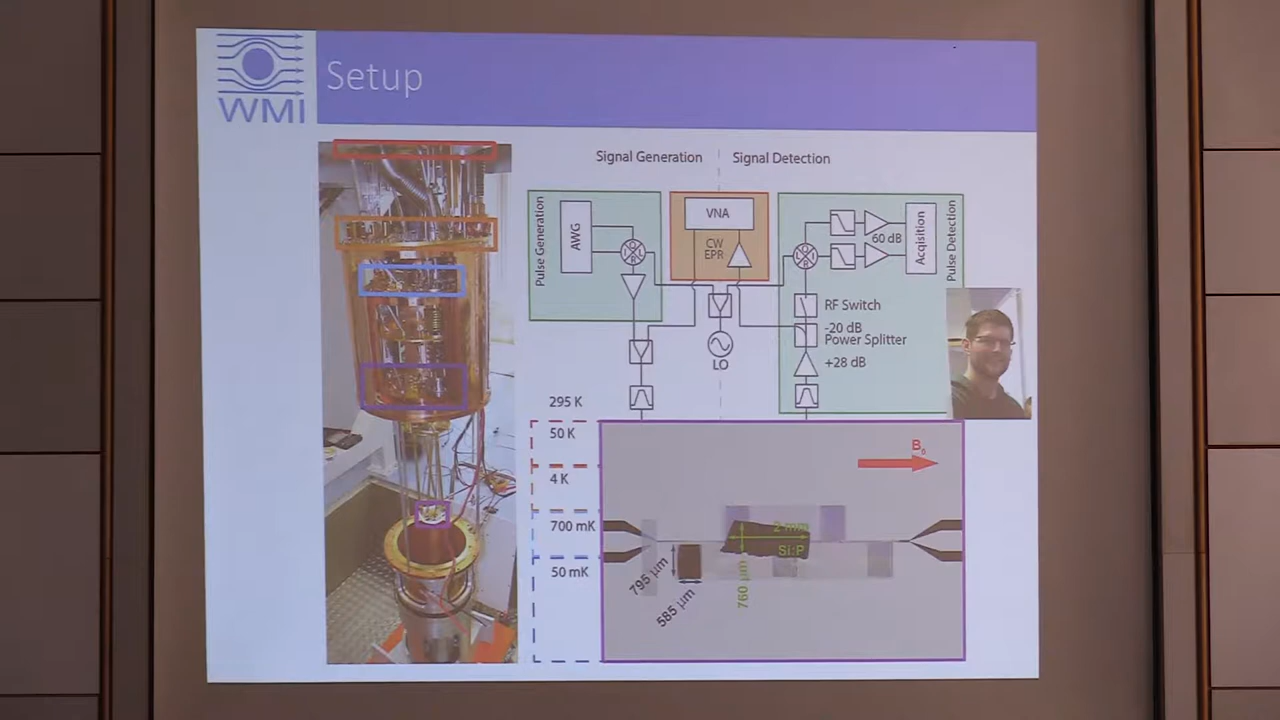 WMI
Setup
Signal Generation
Signal Detection
Pulse Generation
AWG
VNA
CW
EPR
60 dB
Acqisition
Pulse Detection
LO
RF Switch
-20 dB
Power Splitter
+28 dB
295 K
50 K
4 K
700 mK
50 mK
B0
2 mm
Si:P
795 µm
585 µm
760 µm